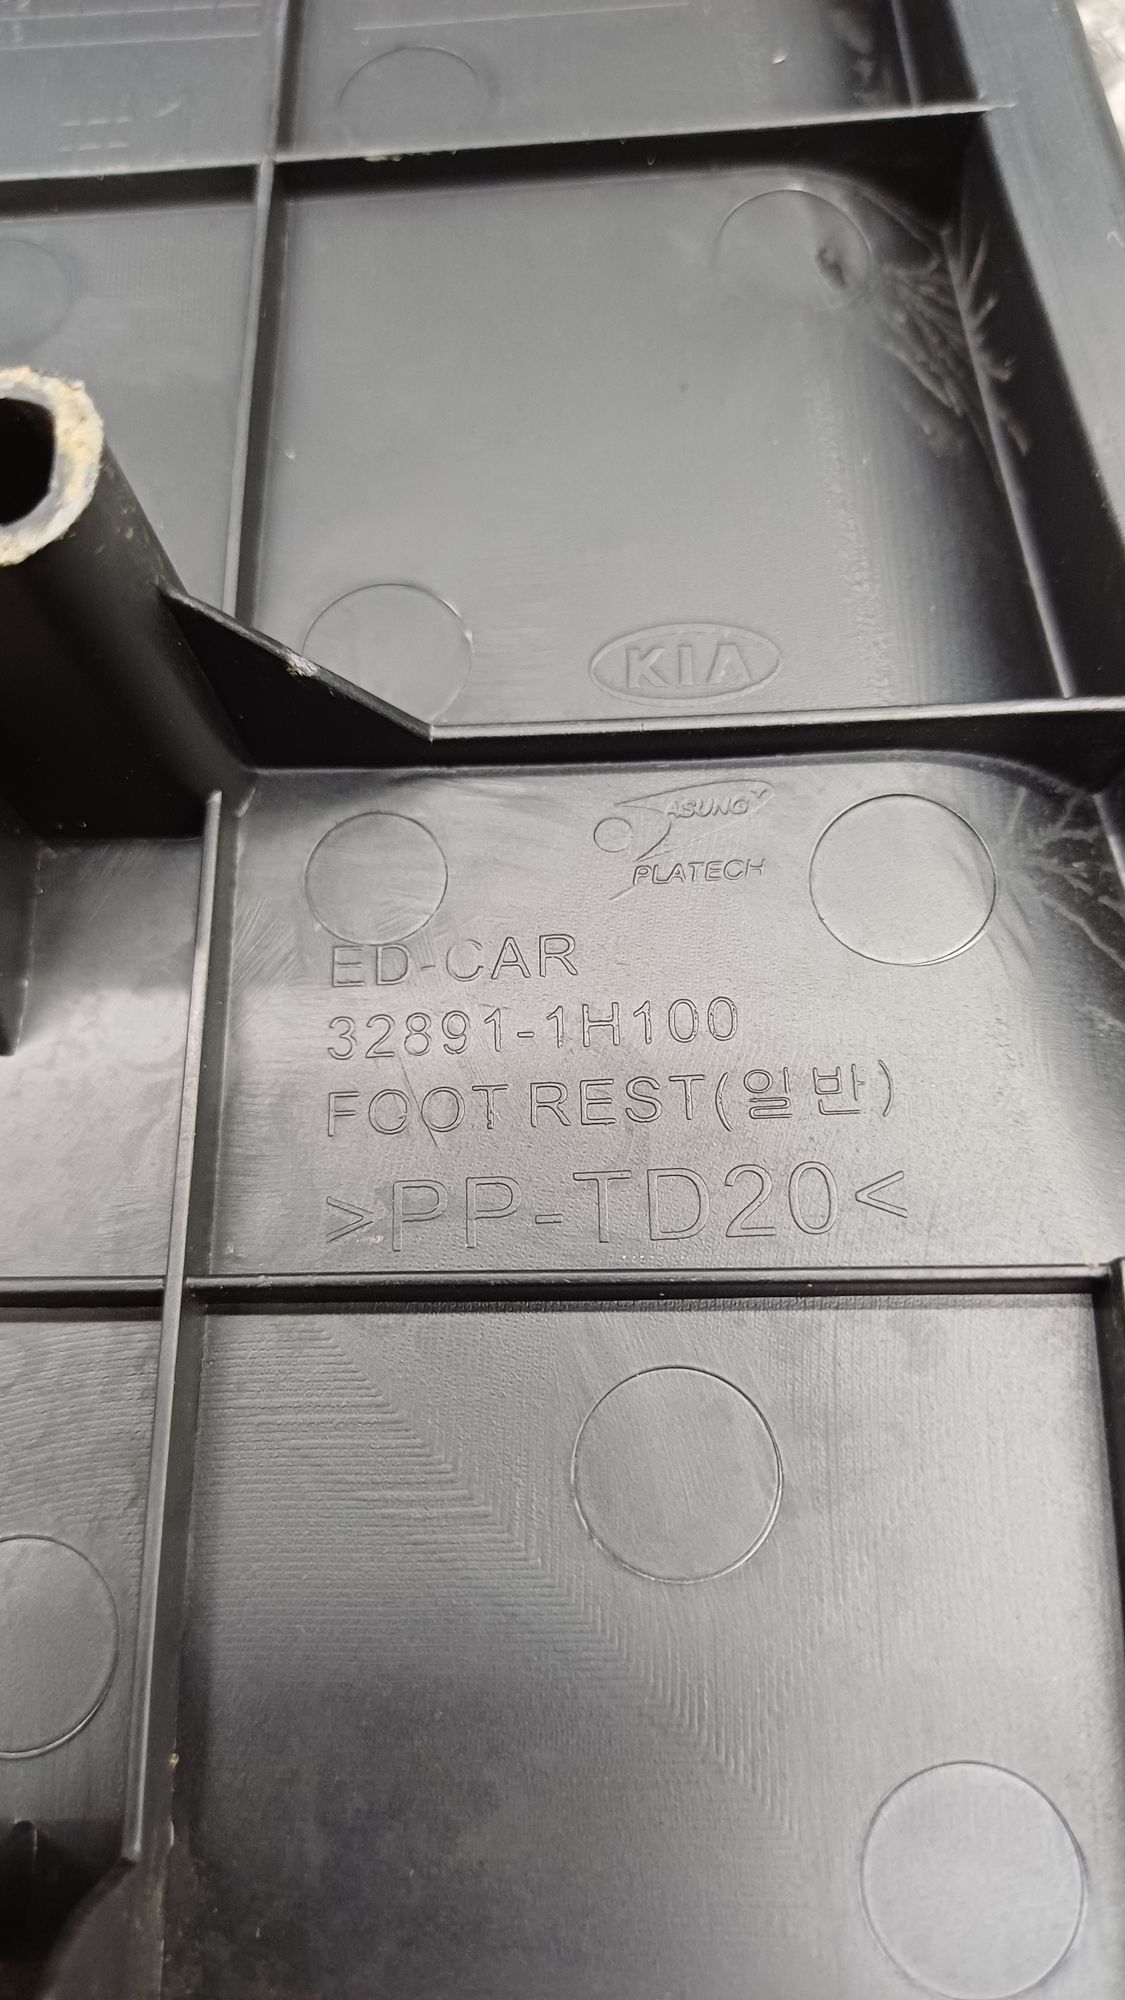 KIA
ASUNG
PLATECH
ED-CAR
32891-1H100
FOOT REST(일반)
>PP-TD20<